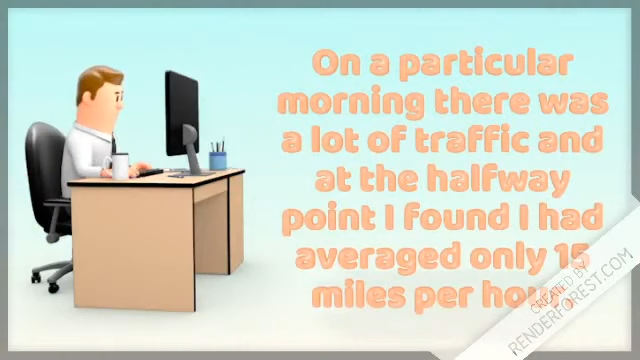 On a particular
morning there was
a lot of traffic and
at the halfway
point I found I had
averaged only 15
miles per hour,
CREATED BY
RENDERFOREST.COM